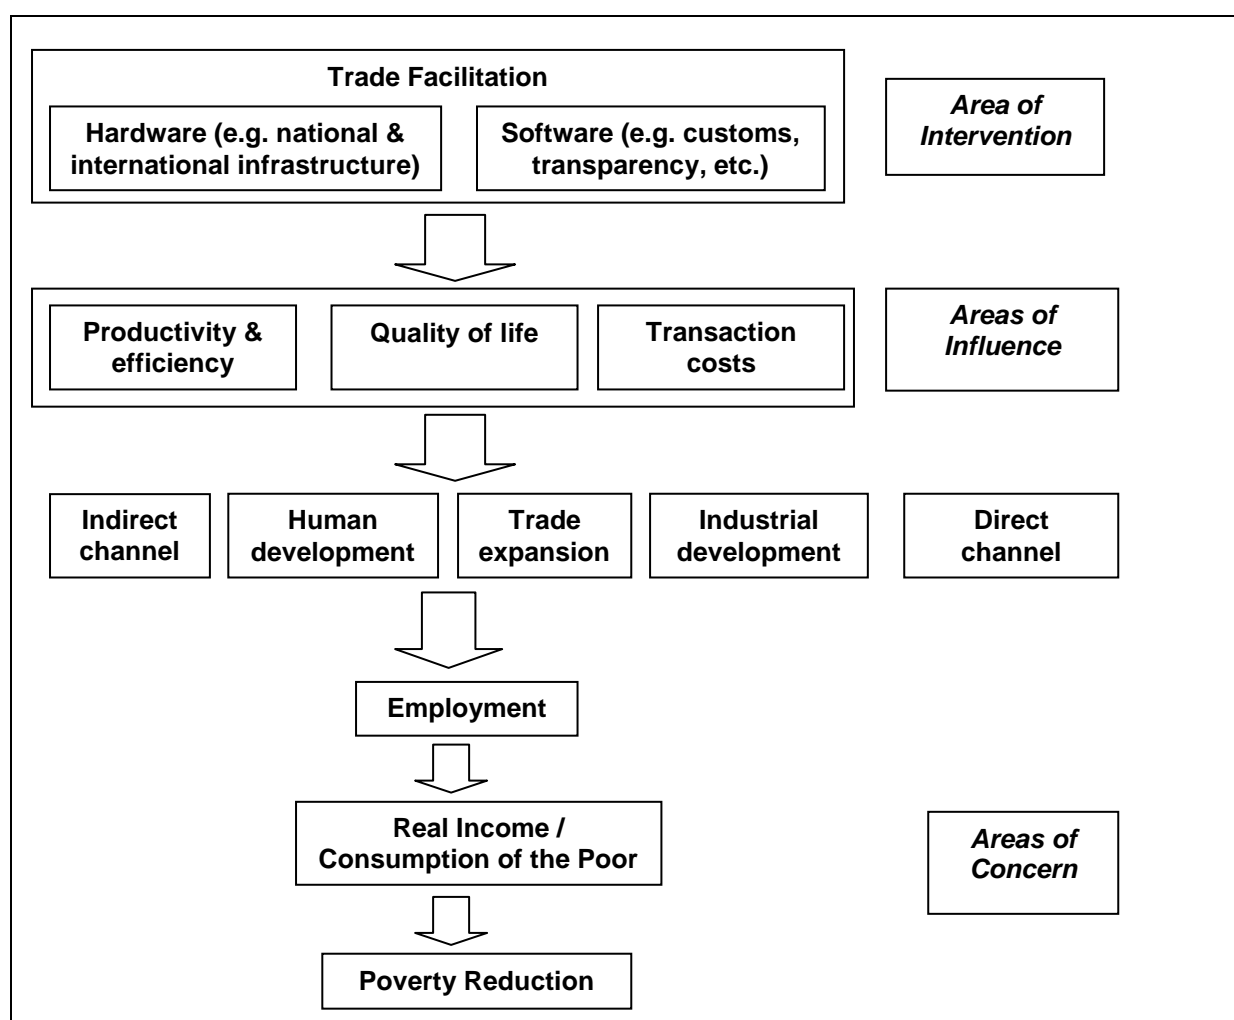 Trade Facilitation
Hardware (e.g. national &
international infrastructure)
Software (e.g. customs,
transparency, etc.)
Area of
Intervention
Productivity &
efficiency
Quality of life
Transaction
costs
Areas of
Influence
Indirect
channel
Human
development
Trade
expansion
Industrial
development
Direct
channel
Employment
Real Income /
Consumption of the Poor
Areas of
Concern
Poverty Reduction